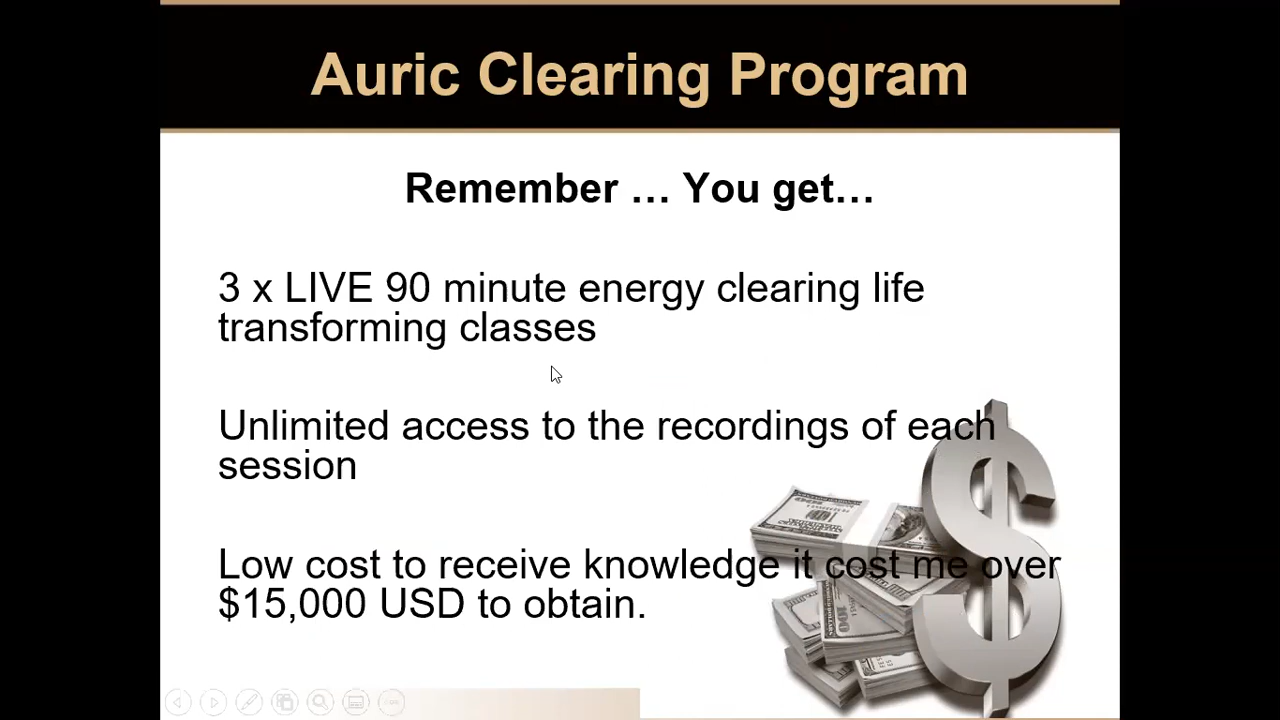 Auric Clearing Program
Remember … You get…
3 x LIVE 90 minute energy clearing life
transforming classes
Unlimited access to the recordings of each
session
Low cost to receive knowledge it cost me over
$15,000 USD to obtain.